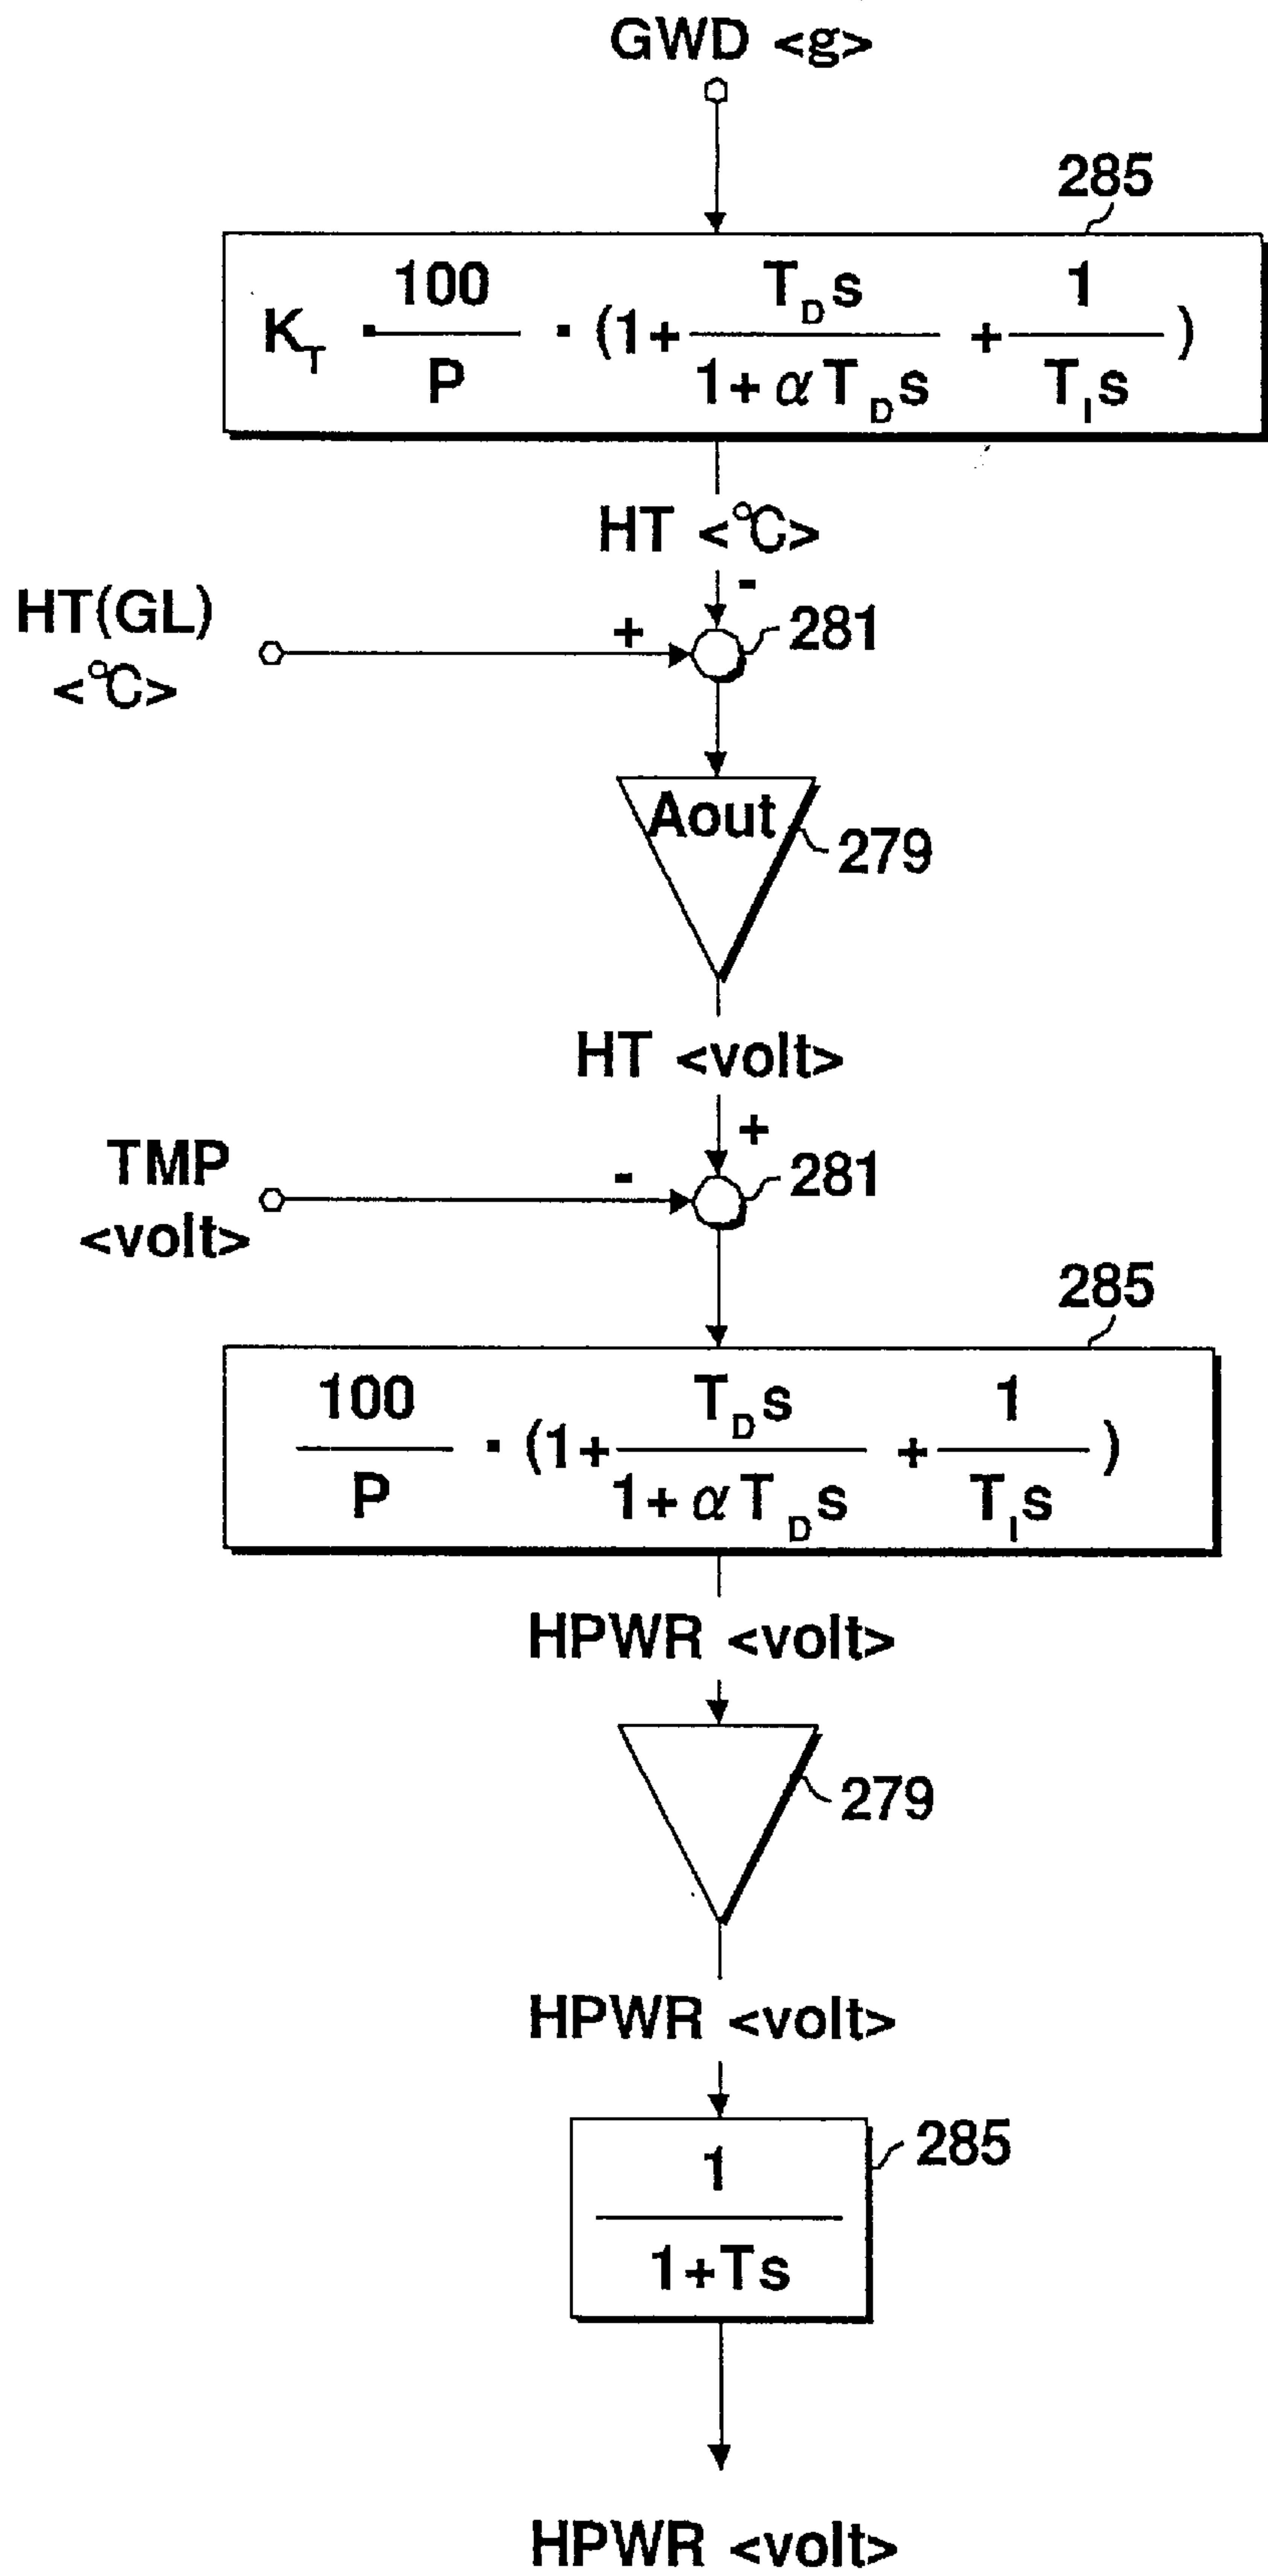 GWD <g>
285
K_T · 100/P · (1+ T_D s/1+ α T_D s + 1/T_I s)
HT <℃>
-
HT(GL)
<℃>
+
281
Aout
279
HT <volt>
+
TMP
<volt>
-
281
285
100/P · (1+ T_D s/1+ α T_D s + 1/T_I s)
HPWR <volt>
279
HPWR <volt>
285
1
1+Ts
HPWR <volt>